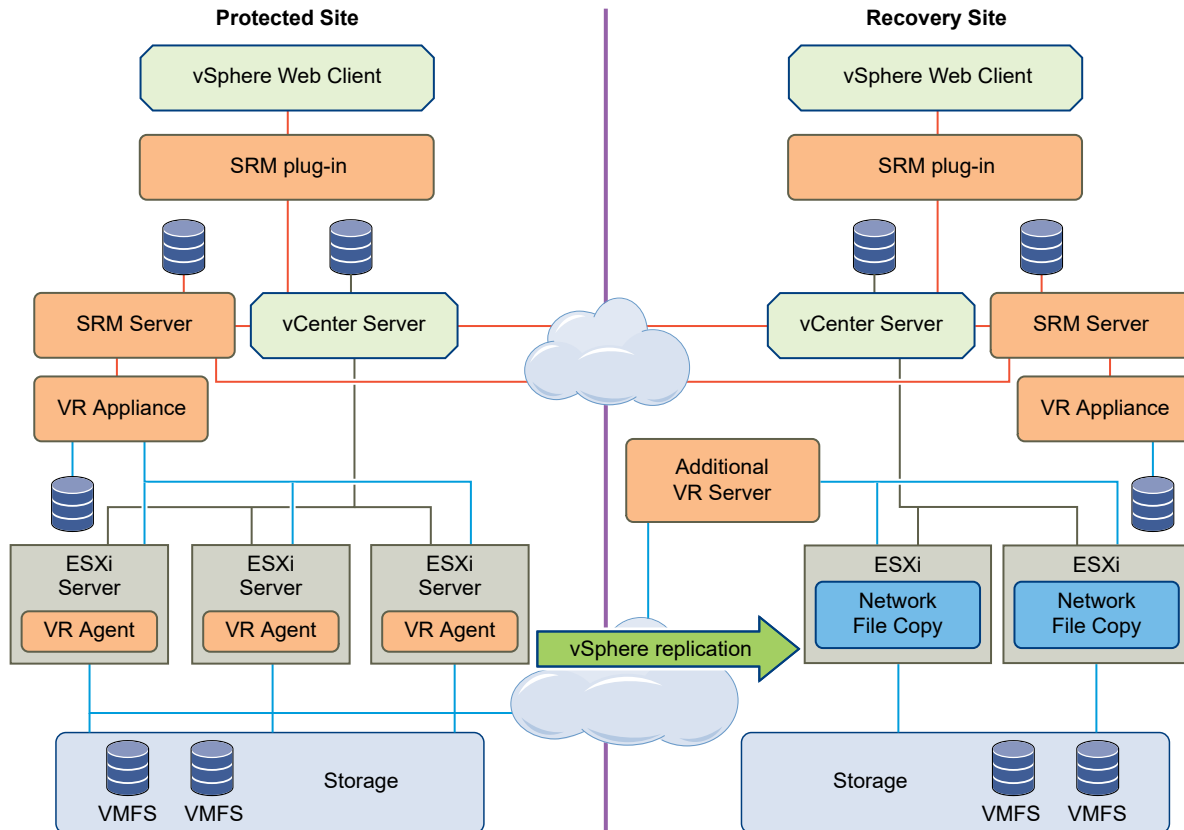 Protected Site
Recovery Site
vSphere Web Client
vSphere Web Client
SRM plug-in
SRM plug-in
SRM Server
vCenter Server
vCenter Server
SRM Server
VR Appliance
VR Appliance
Additional
VR Server
ESXi
Server
VR Agent
ESXi
Server
VR Agent
ESXi
Server
VR Agent
vSphere replication
ESXi
Network
File Copy
ESXi
Network
File Copy
Storage
VMFS
VMFS
Storage
VMFS
VMFS